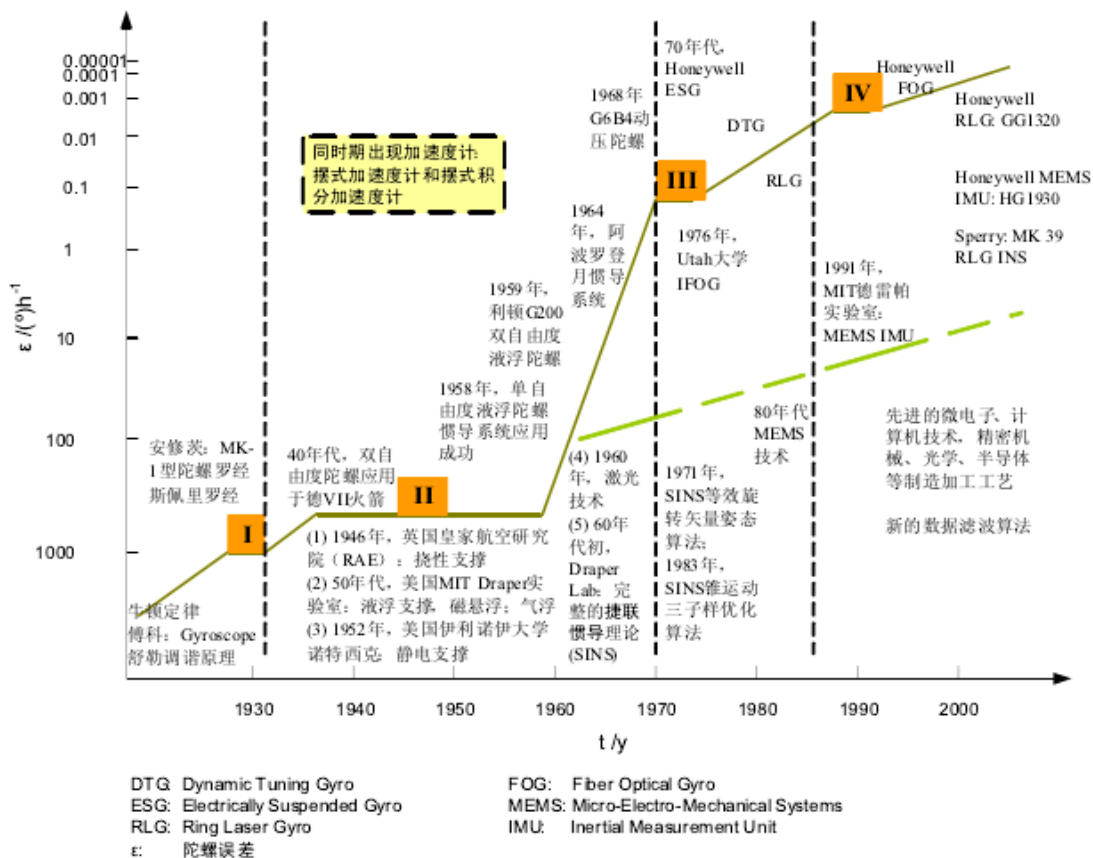 0.00001
0.0001
0.001
0.01
0.1
1
10
100
1000
ε /(º)h⁻¹
同时期出现加速度计:
摆式加速度计和摆式积
分加速度计
安修茨：MK-
1型陀螺罗经
斯佩里罗经
I
牛顿定律
傅科：Gyroscope
舒勒调谐原理
40年代，双自
由度陀螺应用
于德VII火箭
II
(1) 1946年，英国皇家航空研究
院（RAE）：挠性支撑
(2) 50年代，美国MIT Draper实
验室：液浮支撑，磁悬浮；气浮
(3) 1952年，美国伊利诺伊大学
诺特西克：静电支撑
1958年，单自
由度液浮陀螺
惯导系统应用
成功
1959年，
利顿G200
双自由度
液浮陀螺
1964
年，阿
波罗登
月惯导
系统
1968年
G6B4动
压陀螺
(4) 1960
年，激光
技术
(5) 60年
代初，
Draper
Lab：完
整的捷联
惯导理论
(SINS)
70年代，
Honeywell
ESG
DTG
III
RLG
1976年，
Utah大学
IFOG
80年代
MEMS
技术
1971年，
SINS等效旋
转矢量姿态
算法;
1983年，
SINS锥运动
三子样优化
算法
IV
Honeywell
FOG
Honeywell
RLG: GG1320
Honeywell MEMS
IMU: HG1930
Sperry: MK 39
RLG INS
1991年，
MIT德雷帕
实验室：
MEMS IMU
先进的微电子、计
算机技术，精密机
械、光学、半导体
等制造加工工艺
新的数据滤波算法
1930
1940
1950
1960
1970
1980
1990
2000
t /y
DTG: Dynamic Tuning Gyro
ESG: Electrically Suspended Gyro
RLG: Ring Laser Gyro
ε: 陀螺误差
FOG: Fiber Optical Gyro
MEMS: Micro-Electro-Mechanical Systems
IMU: Inertial Measurement Unit